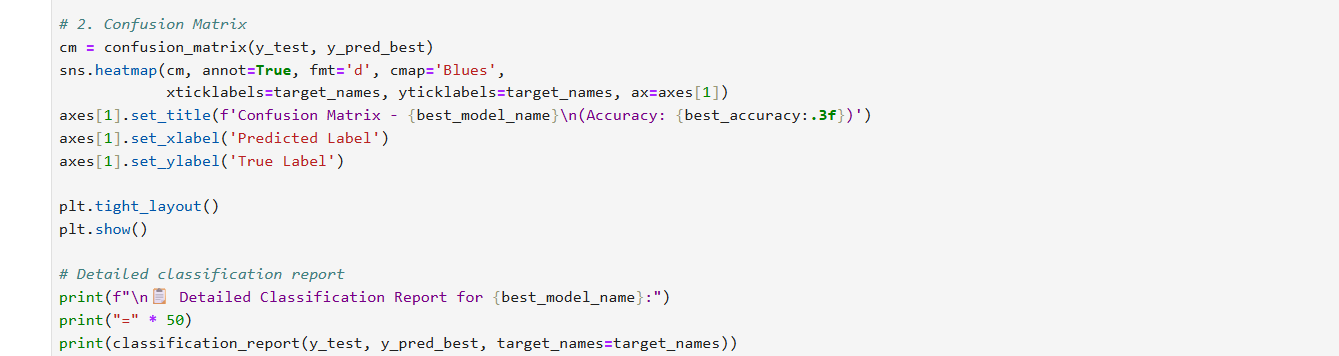 # 2. Confusion Matrix
cm = confusion_matrix(y_test, y_pred_best)
sns.heatmap(cm, annot=True, fmt='d', cmap='Blues',
            xticklabels=target_names, yticklabels=target_names, ax=axes[1])
axes[1].set_title(f'Confusion Matrix - {best_model_name}\n(Accuracy: {best_accuracy:.3f})')
axes[1].set_xlabel('Predicted Label')
axes[1].set_ylabel('True Label')

plt.tight_layout()
plt.show()

# Detailed classification report
print(f"\n📋 Detailed Classification Report for {best_model_name}:")
print("=" * 50)
print(classification_report(y_test, y_pred_best, target_names=target_names))